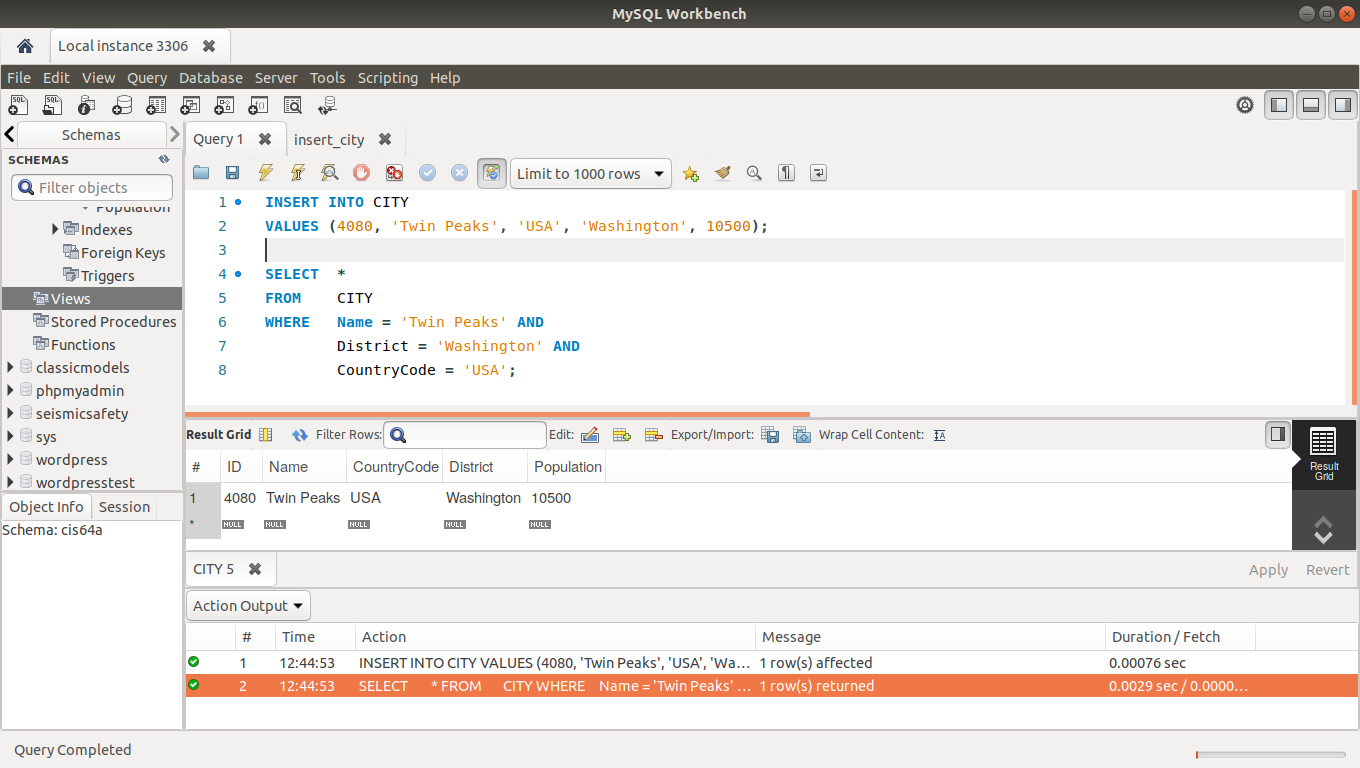 MySQL Workbench
Local instance 3306
File Edit View Query Database Server Tools Scripting Help
Schemas
Query 1 insert_city
SCHEMAS
Filter objects
Limit to 1000 rows
Population
Indexes
Foreign Keys
Triggers
Views
Stored Procedures
Functions
classicmodels
phpmyadmin
seismicsafety
sys
wordpress
wordpresstest
1 INSERT INTO CITY
2 VALUES (4080, 'Twin Peaks', 'USA', 'Washington', 10500);
3
4 SELECT *
5 FROM CITY
6 WHERE Name = 'Twin Peaks' AND
7 District = 'Washington' AND
8 CountryCode = 'USA';
Result Grid Filter Rows: Edit: Export/Import: Wrap Cell Content:
# ID Name CountryCode District Population
1 4080 Twin Peaks USA Washington 10500
* NULL NULL NULL NULL NULL
Result
Grid
Object Info Session
Schema: cis64a
CITY 5 Apply Revert
Action Output
# Time Action Message Duration / Fetch
1 12:44:53 INSERT INTO CITY VALUES (4080, 'Twin Peaks', 'USA', 'Wa... 1 row(s) affected 0.00076 sec
2 12:44:53 SELECT * FROM CITY WHERE Name = 'Twin Peaks' ... 1 row(s) returned 0.0029 sec / 0.0000...
Query Completed